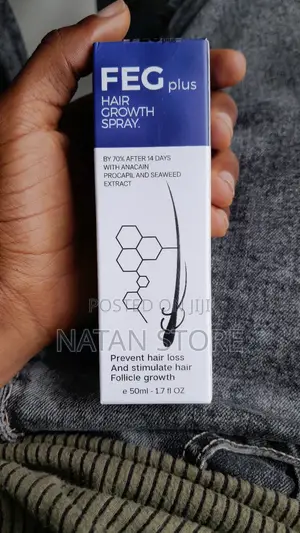 FEG plus
HAIR
GROWTH
SPRAY.
BY 70% AFTER 14 DAYS
WITH ANACAIN
PROCAPIL AND SEAWEED
EXTRACT
POSTED ON JIJI
NATAN STORE
Prevent hair loss
And stimulate hair
Follicle growth
e 50ml - 1.7 fl OZ